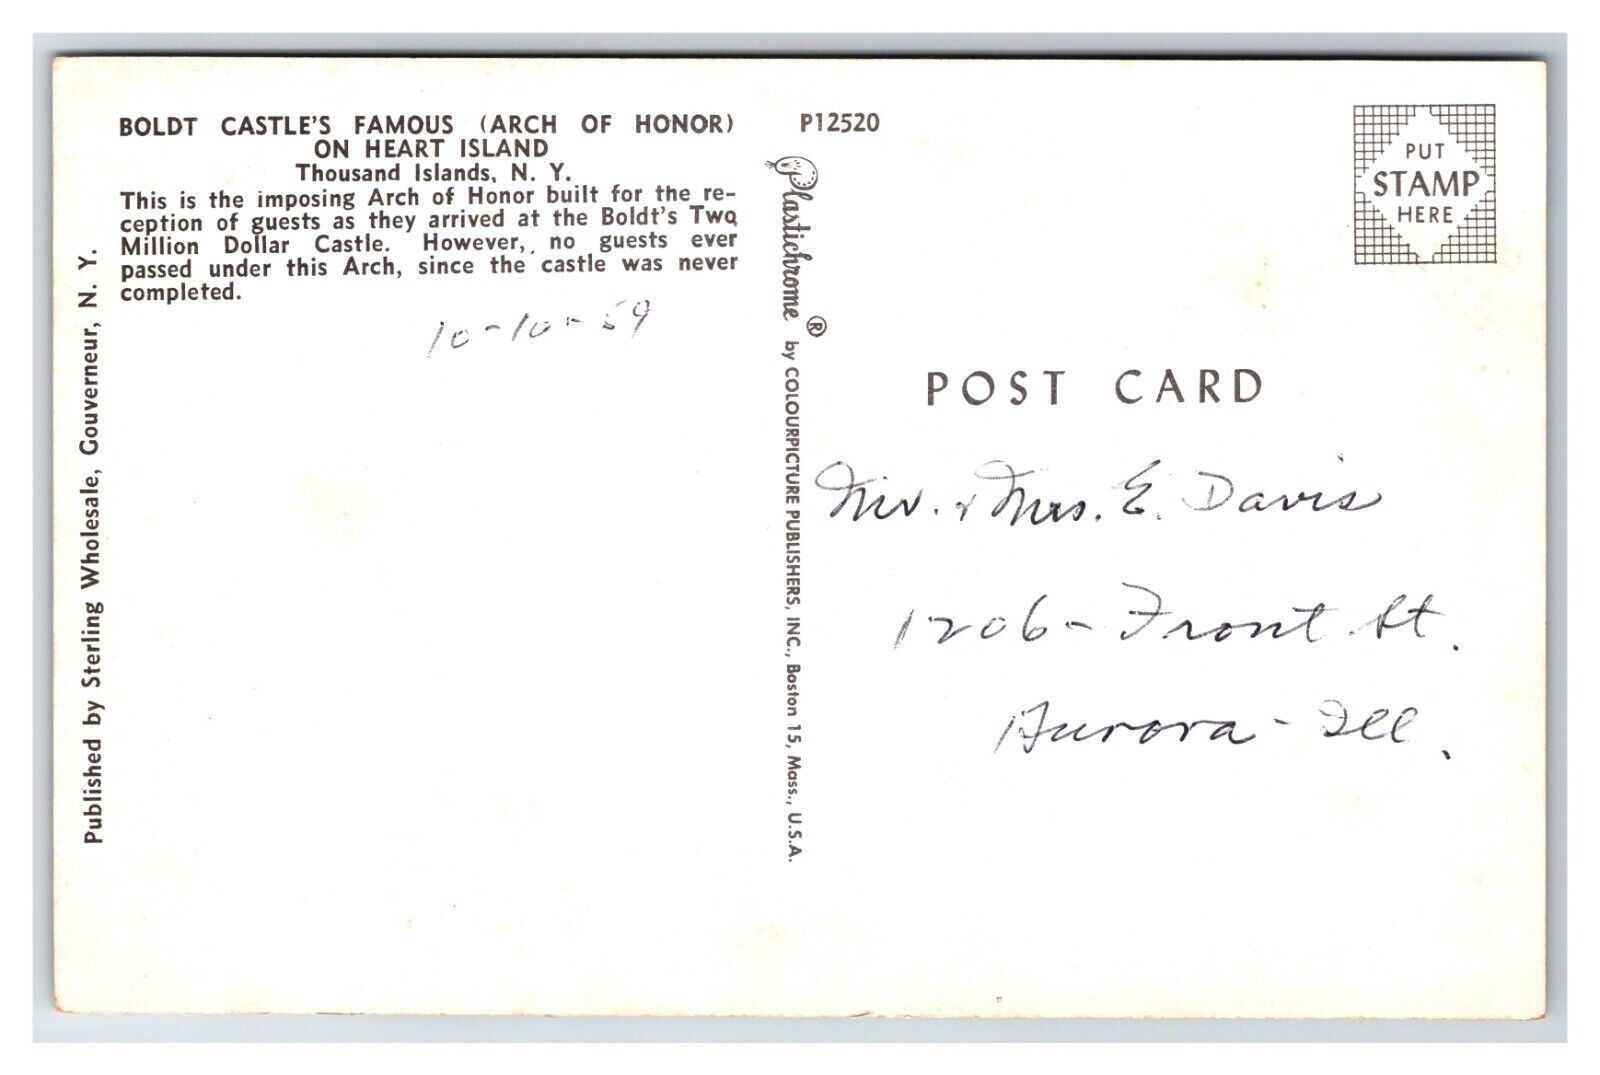 BOLDT CASTLE'S FAMOUS (ARCH OF HONOR)
ON HEART ISLAND
Thousand Islands, N. Y.
This is the imposing Arch of Honor built for the re-
ception of guests as they arrived at the Boldt's Two
Million Dollar Castle. However, no guests ever
passed under this Arch, since the castle was never
completed.
10-10-59
Published by Sterling Wholesale, Gouverneur, N. Y.
P12520
Plastichrome ® by COLOURPICTURE PUBLISHERS, INC., Boston 15, Mass., U.S.A.
PUT
STAMP
HERE
POST CARD
Mr. & Mrs. E. Davis
1206 - Front St.
Aurora - Ill.